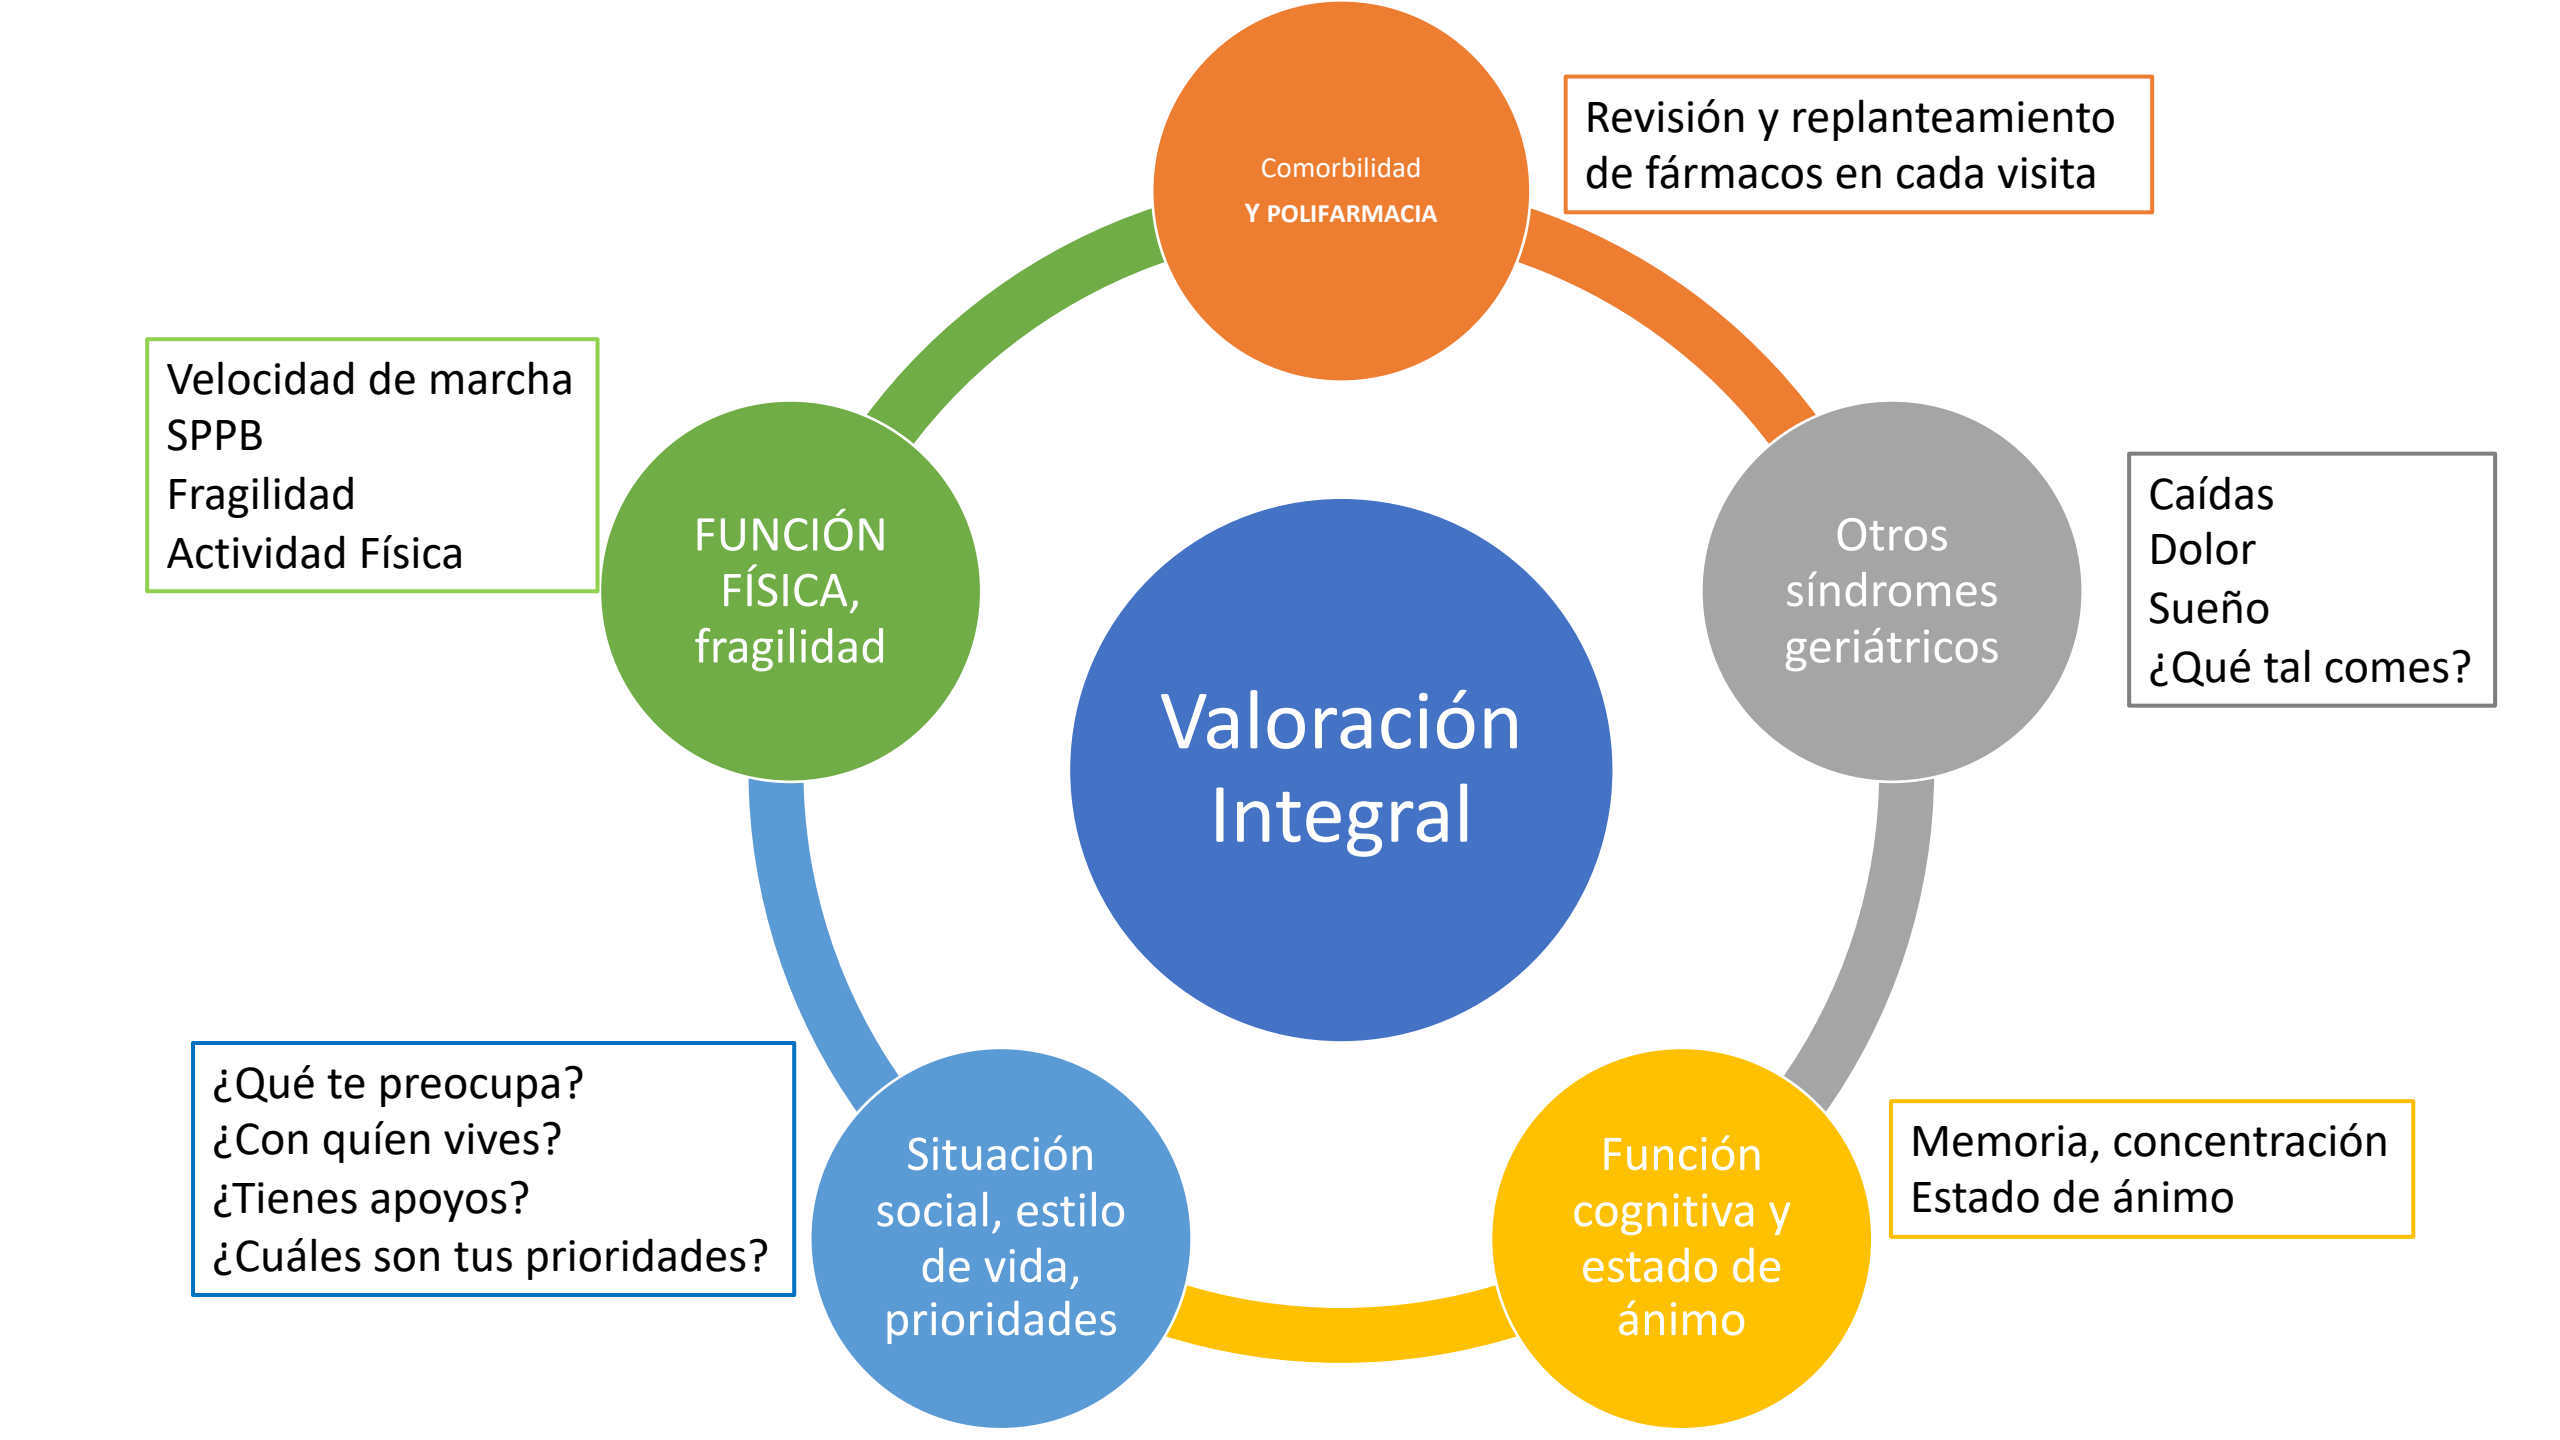 Comorbilidad
Y POLIFARMACIA
Revisión y replanteamiento
de fármacos en cada visita
Velocidad de marcha
SPPB
Fragilidad
Actividad Física
FUNCIÓN
FÍSICA,
fragilidad
Otros
síndromes
geriátricos
Caídas
Dolor
Sueño
¿Qué tal comes?
Valoración
Integral
¿Qué te preocupa?
¿Con quíen vives?
¿Tienes apoyos?
¿Cuáles son tus prioridades?
Situación
social, estilo
de vida,
prioridades
Función
cognitiva y
estado de
ánimo
Memoria, concentración
Estado de ánimo